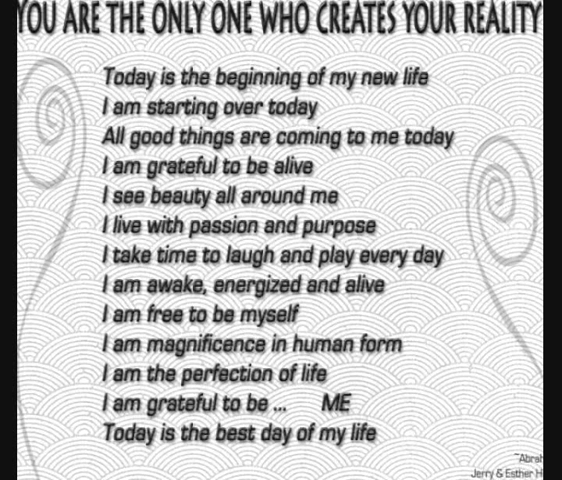 YOU ARE THE ONLY ONE WHO CREATES YOUR REALITY
Today is the beginning of my new life
I am starting over today
All good things are coming to me today
I am grateful to be alive
I see beauty all around me
I live with passion and purpose
I take time to laugh and play every day
I am awake, energized and alive
I am free to be myself
I am magnificence in human form
I am the perfection of life
I am grateful to be ... ME
Today is the best day of my life
~Abrah
Jerry & Esther H